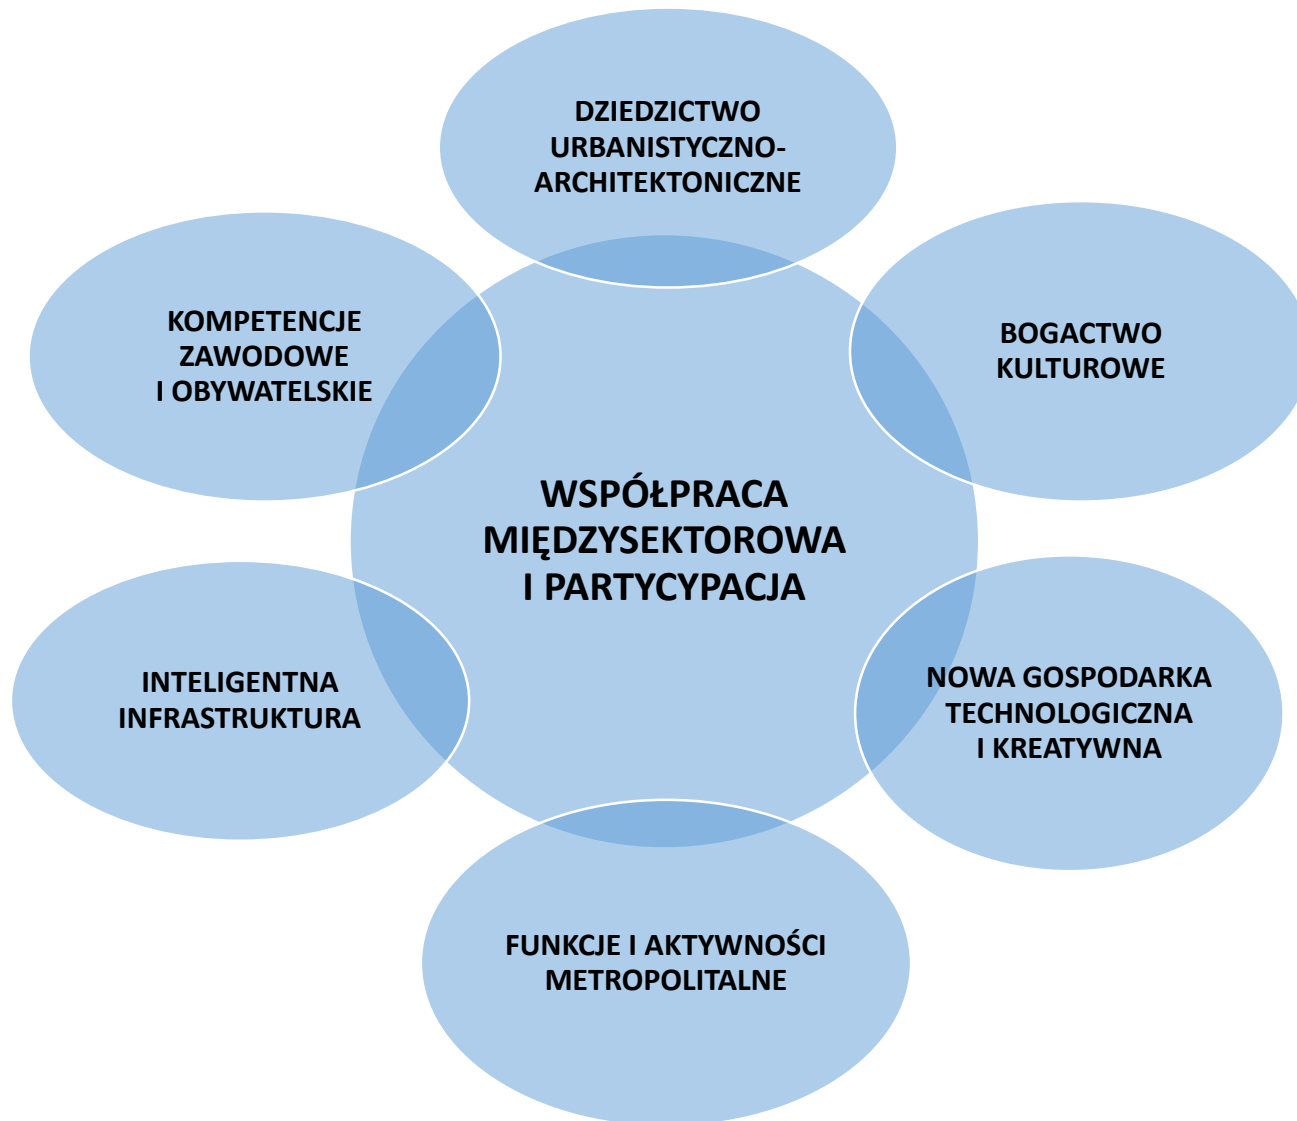 DZIEDZICTWO
URBANISTYCZNO-
ARCHITEKTONICZNE
KOMPETENCJE
ZAWODOWE
I OBYWATELSKIE
BOGACTWO
KULTUROWE
WSPÓŁPRACA
MIĘDZYSEKTOROWA
I PARTYCYPACJA
INTELIGENTNA
INFRASTRUKTURA
NOWA GOSPODARKA
TECHNOLOGICZNA
I KREATYWNA
FUNKCJE I AKTYWNOŚCI
METROPOLITALNE